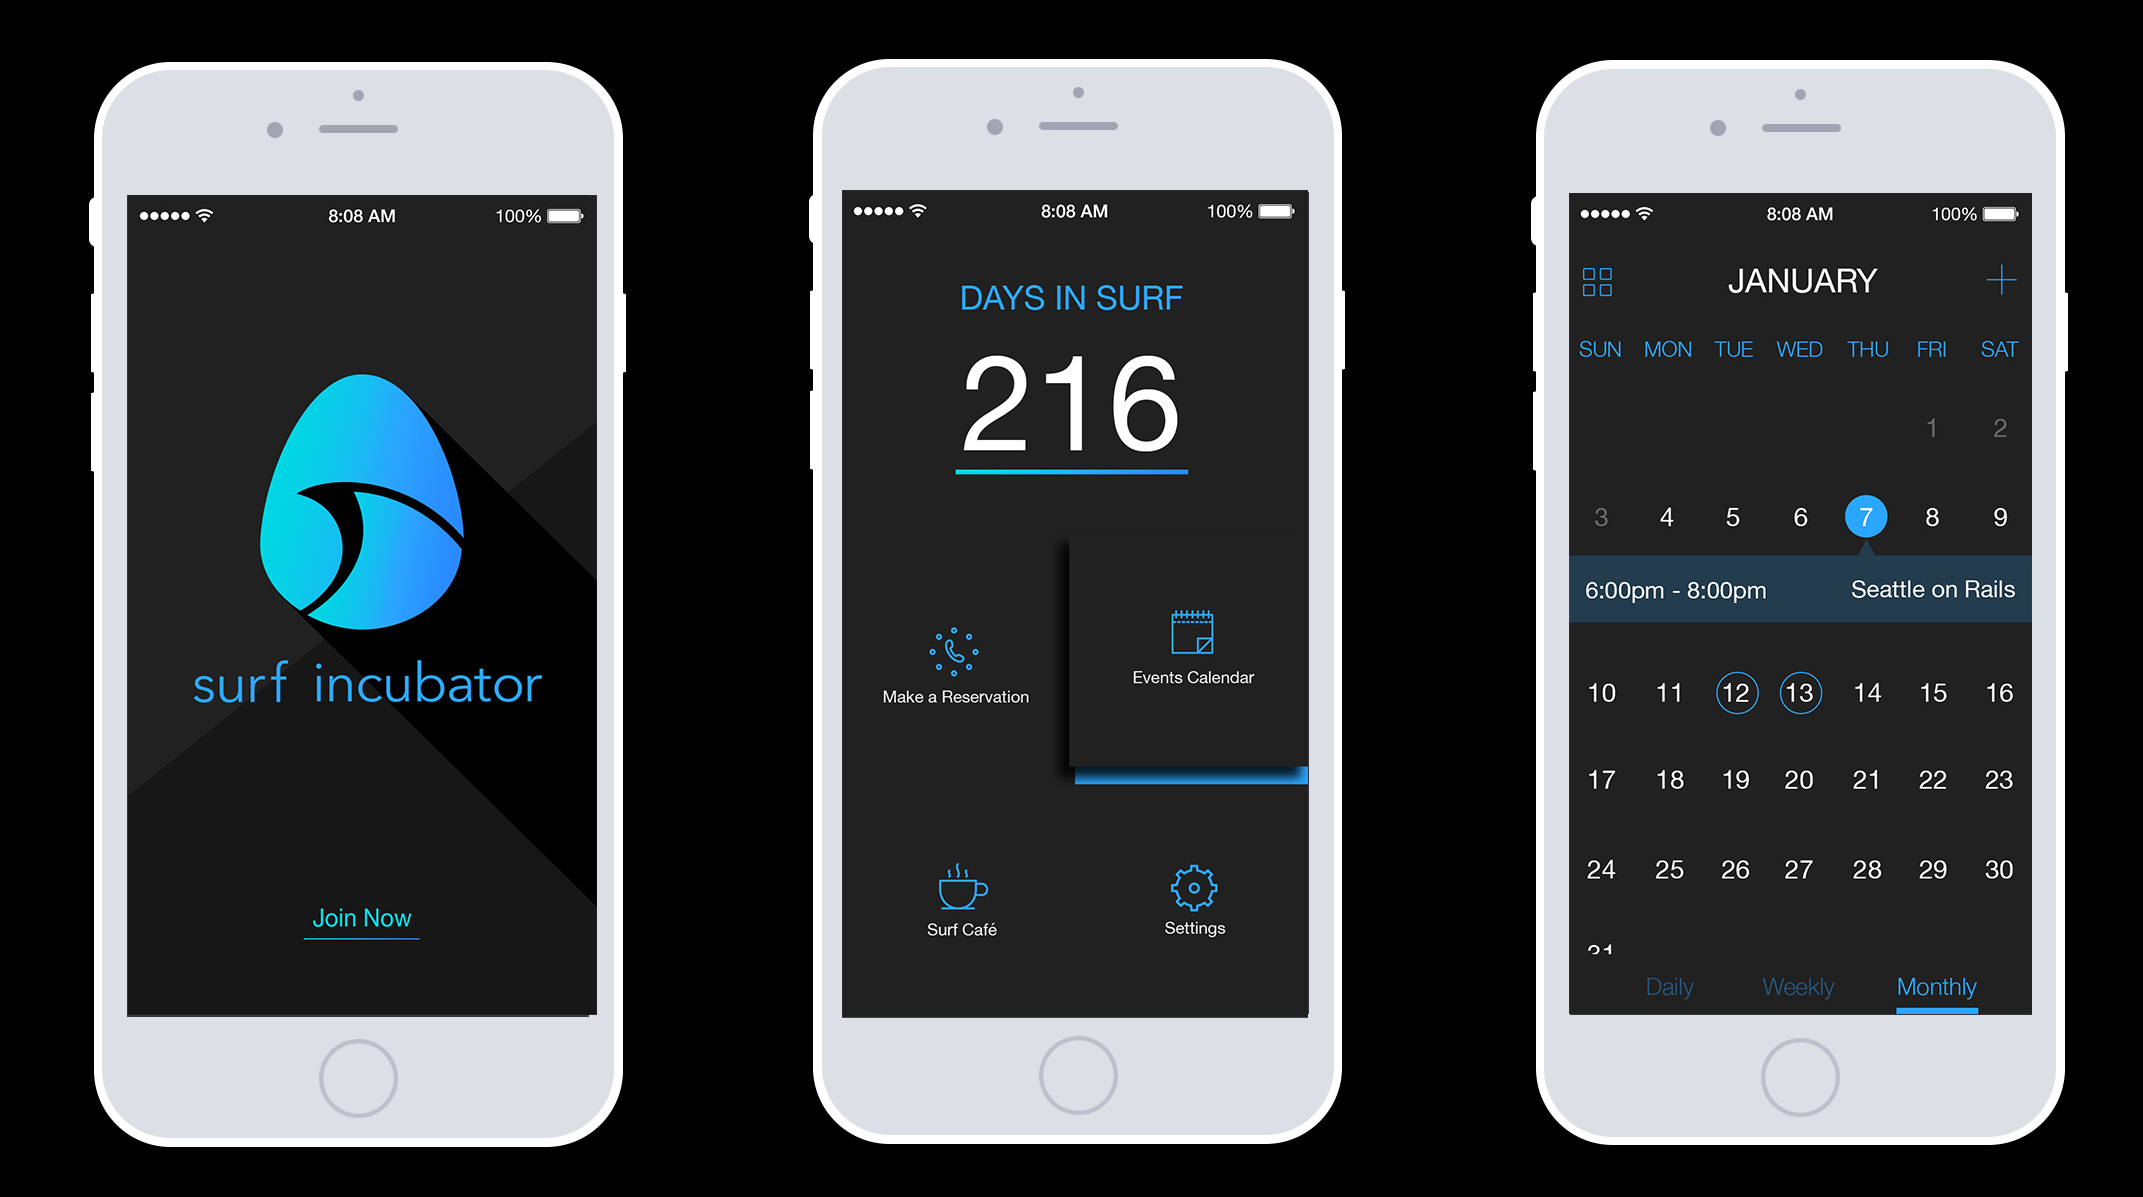 8:08 AM 100%
surf incubator
Join Now
8:08 AM 100%
DAYS IN SURF
216
Make a Reservation
Events Calendar
Surf Café
Settings
8:08 AM 100%
JANUARY
SUN MON TUE WED THU FRI SAT
1 2
3 4 5 6 7 8 9
6:00pm - 8:00pm Seattle on Rails
10 11 12 13 14 15 16
17 18 19 20 21 22 23
24 25 26 27 28 29 30
31
Daily Weekly Monthly